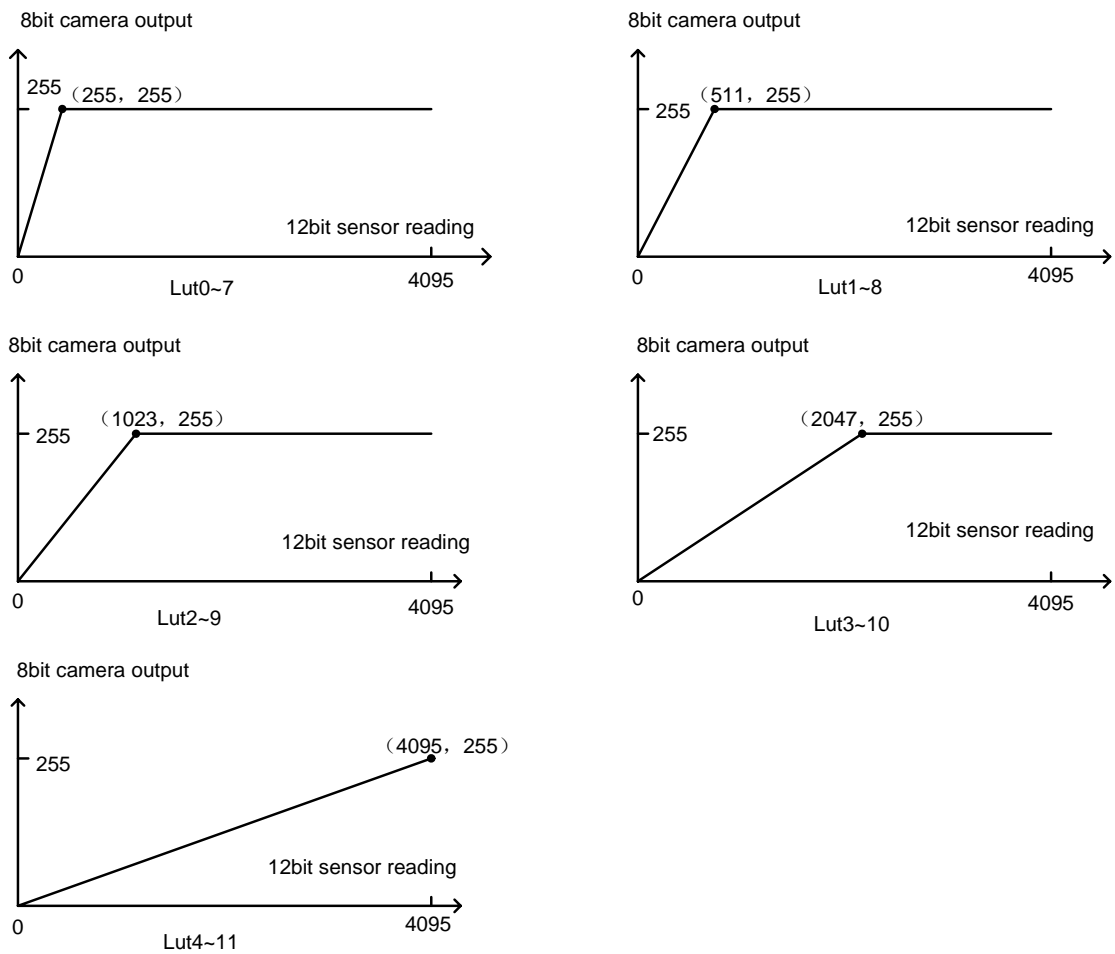 8bit camera output
255
（255，255）
12bit sensor reading
0
4095
Lut0~7
8bit camera output
（511，255）
255
12bit sensor reading
0
4095
Lut1~8
8bit camera output
（1023，255）
255
12bit sensor reading
0
4095
Lut2~9
8bit camera output
（2047，255）
255
12bit sensor reading
0
4095
Lut3~10
8bit camera output
（4095，255）
255
12bit sensor reading
0
4095
Lut4~11